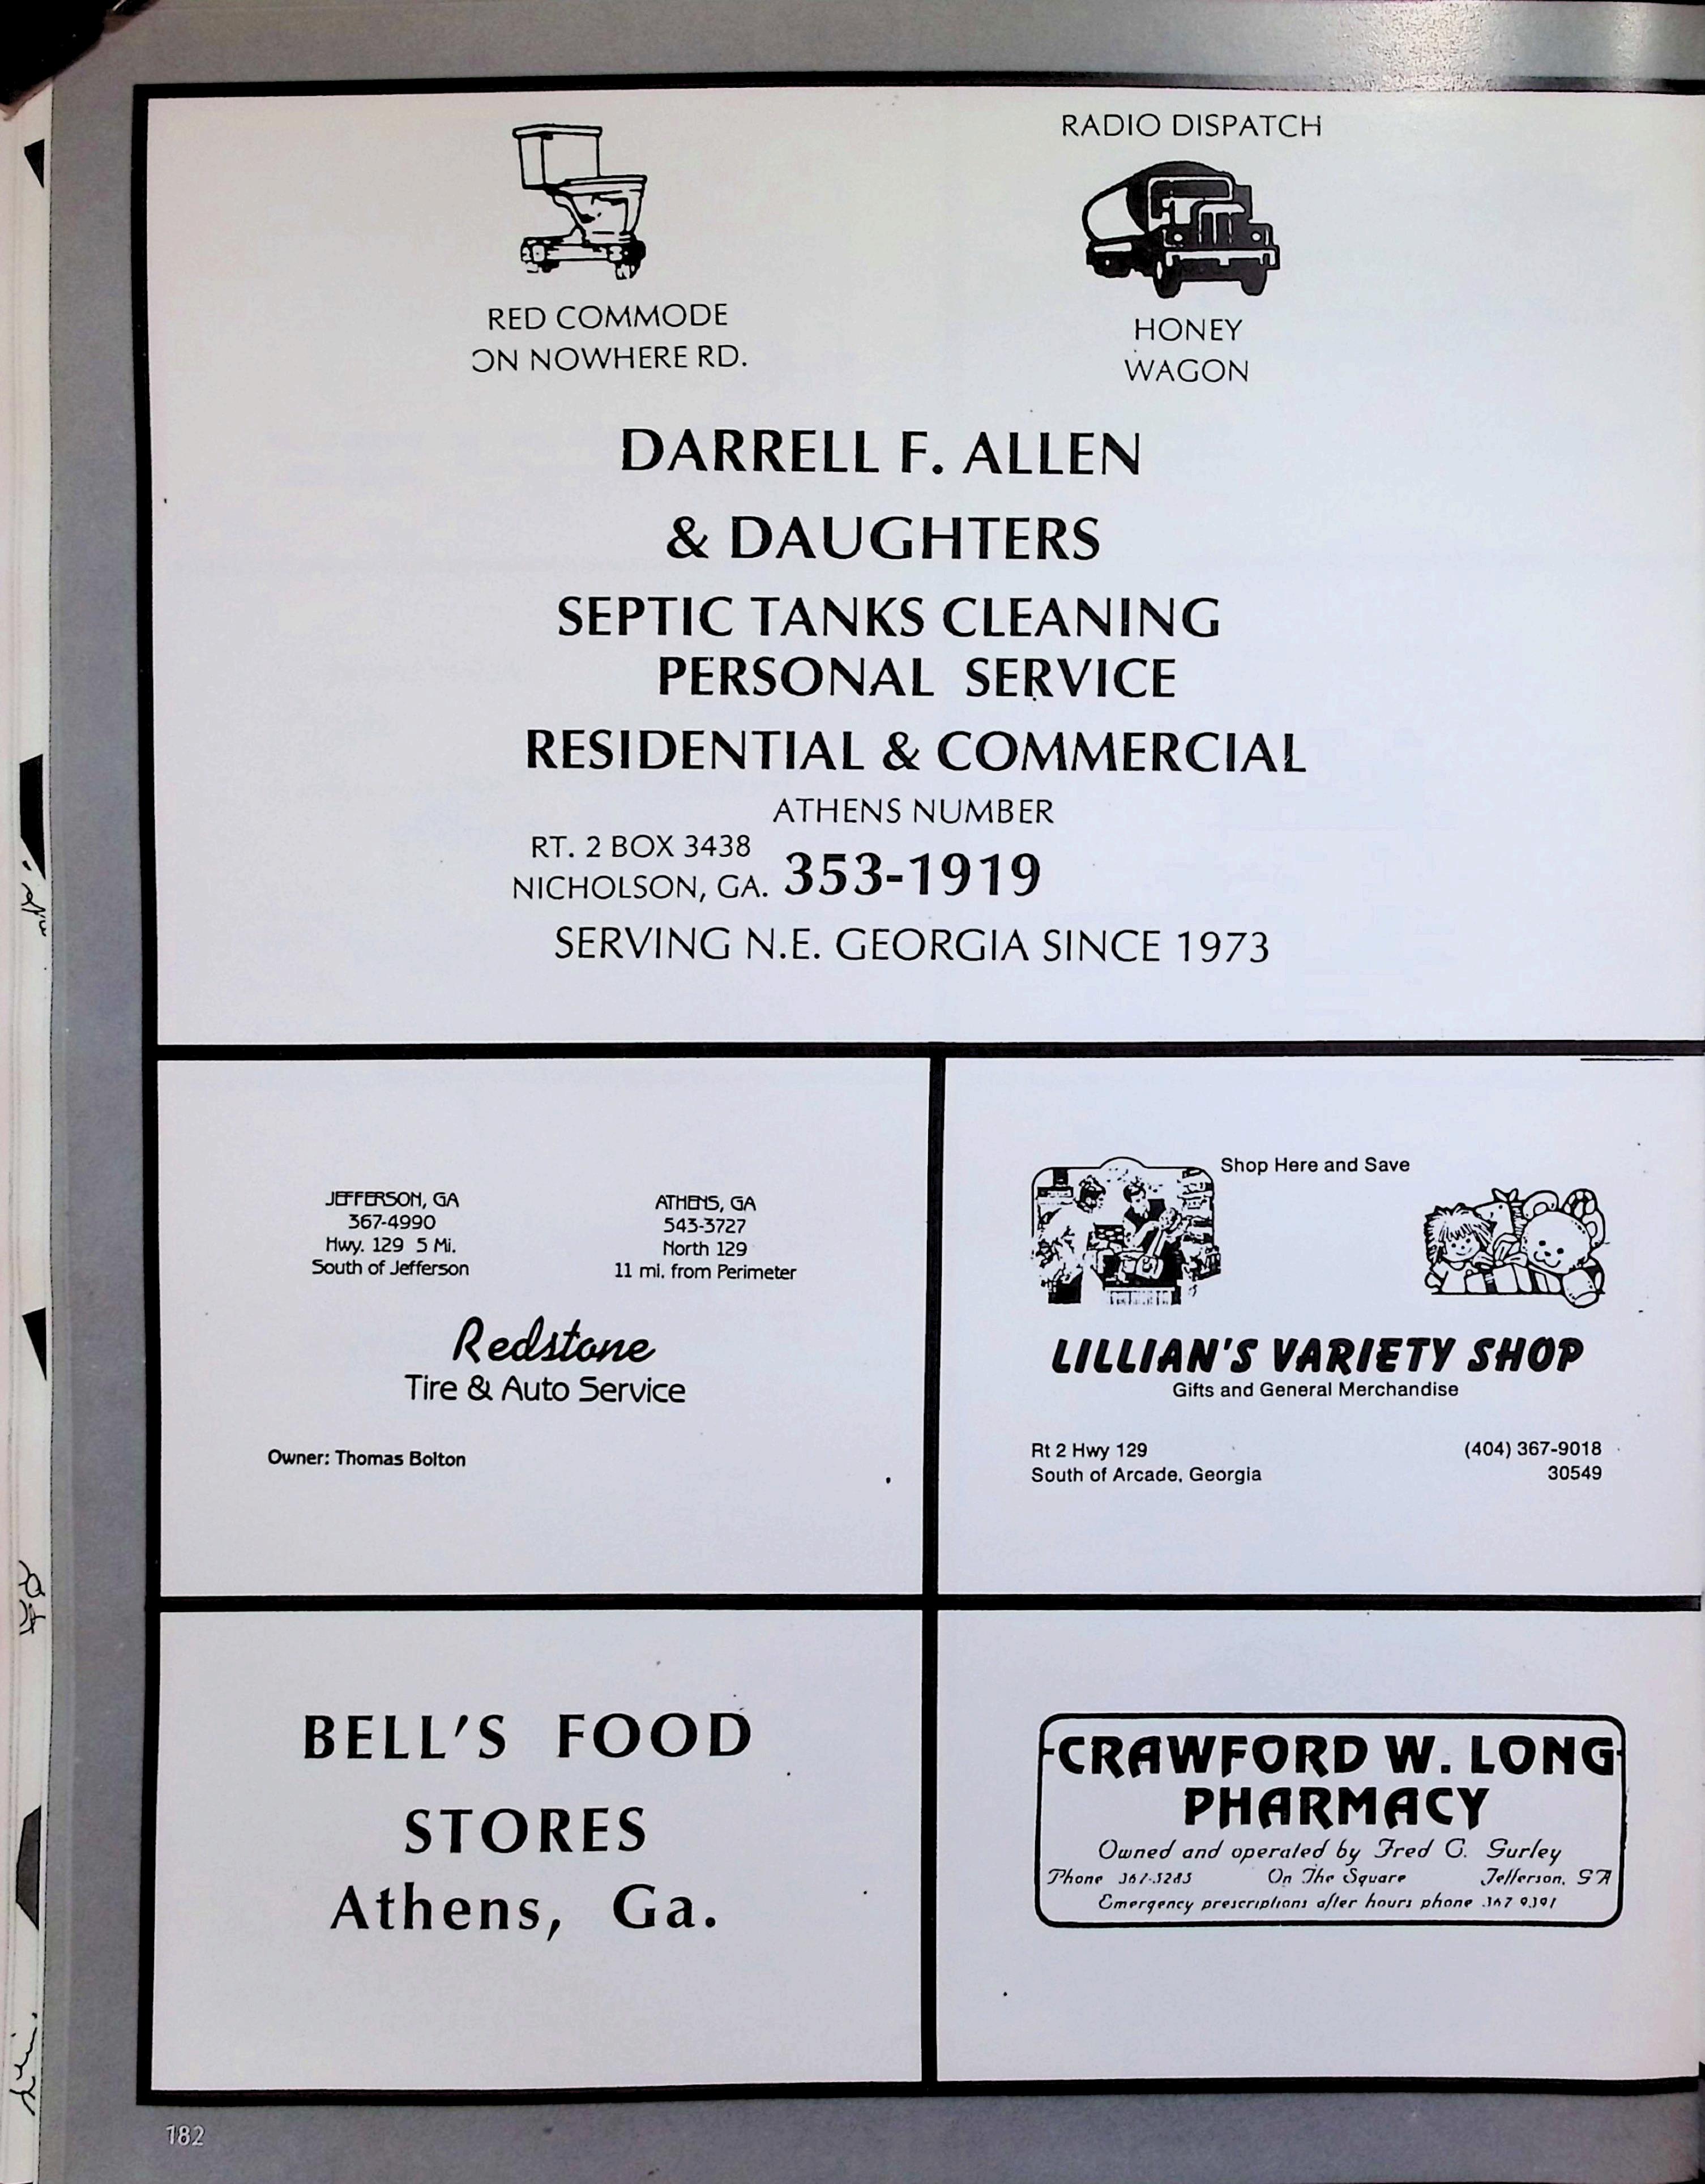 RED COMMODE
ON NOWHERE RD.
RADIO DISPATCH
HONEY
WAGON
DARRELL F. ALLEN
& DAUGHTERS
SEPTIC TANKS CLEANING
PERSONAL SERVICE
RESIDENTIAL & COMMERCIAL
ATHENS NUMBER
RT. 2 BOX 3438
NICHOLSON, GA.
353-1919
SERVING N.E. GEORGIA SINCE 1973
JEFFERSON, GA
367-4990
Hwy. 129 5 Mi.
South of Jefferson
ATHENS, GA
543-3727
North 129
11 mi. from Perimeter
Redstone
Tire & Auto Service
Owner: Thomas Bolton
Shop Here and Save
LILLIAN'S VARIETY SHOP
Gifts and General Merchandise
Rt 2 Hwy 129
South of Arcade, Georgia
(404) 367-9018
30549
BELL'S FOOD
STORES
Athens, Ga.
CRAWFORD W. LONG
PHARMACY
Owned and operated by Fred G. Gurley
Phone On The Square Jefferson, GA
Emergency prescriptions after hours phone
182